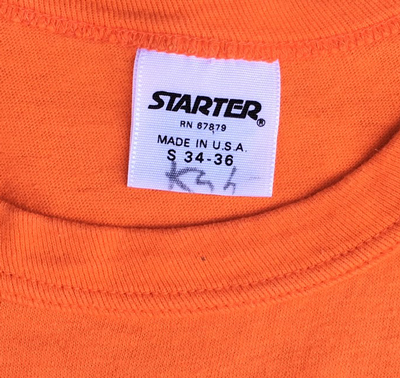 STARTER®
RN 67879
MADE IN U.S.A.
S 34-36